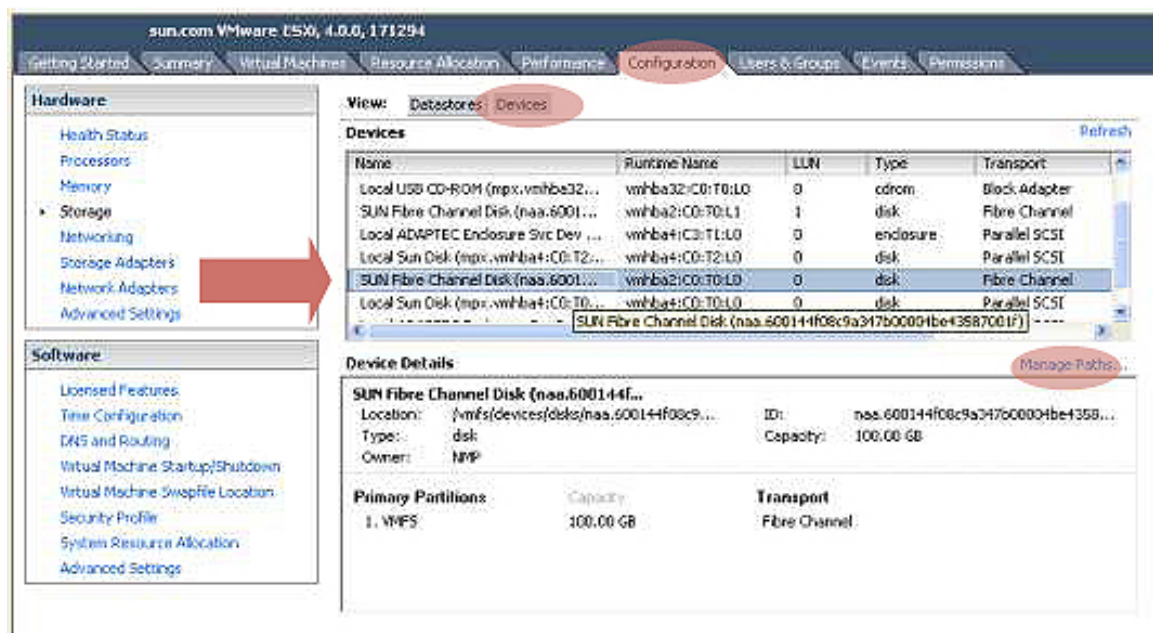 sun.com VMware ESXi, 4.0.0, 171294
Getting Started Summary Virtual Machines Resource Allocation Performance Configuration Users & Groups Events Permissions
Hardware
Health Status
Processors
Memory
Storage
Networking
Storage Adapters
Network Adapters
Advanced Settings
Software
Licensed Features
Time Configuration
DNS and Routing
Virtual Machine Startup/Shutdown
Virtual Machine Swapfile Location
Security Profile
System Resource Allocation
Advanced Settings
View: Datastores Devices
Devices Refresh
Name Runtime Name LUN Type Transport
Local USB CD-ROM (mpx.vmhba32... vmhba32:C0:T0:L0 0 cdrom Block Adapter
SUN Fibre Channel Disk (naa.6001... vmhba2:C0:T0:L1 1 disk Fibre Channel
Local ADAPTEC Enclosure Svc Dev ... vmhba4:C3:T1:L0 0 enclosure Parallel SCSI
Local Sun Disk (mpx.vmhba4:C0:T2... vmhba4:C0:T2:L0 0 disk Parallel SCSI
SUN Fibre Channel Disk (naa.6001... vmhba2:C0:T0:L0 0 disk Fibre Channel
Local Sun Disk (mpx.vmhba4:C0:T0... vmhba4:C0:T0:L0 0 disk Parallel SCSI
SUN Fibre Channel Disk (naa.600144f08c9a347b00004be43587001f)
Device Details Manage Paths...
SUN Fibre Channel Disk (naa.600144f...
Location: /vmfs/devices/disks/naa.600144f08c9... ID: naa.600144f08c9a347b00004be4358...
Type: disk Capacity: 100.00 GB
Owner: NMP
Primary Partitions Capacity Transport
1. VMFS 100.00 GB Fibre Channel